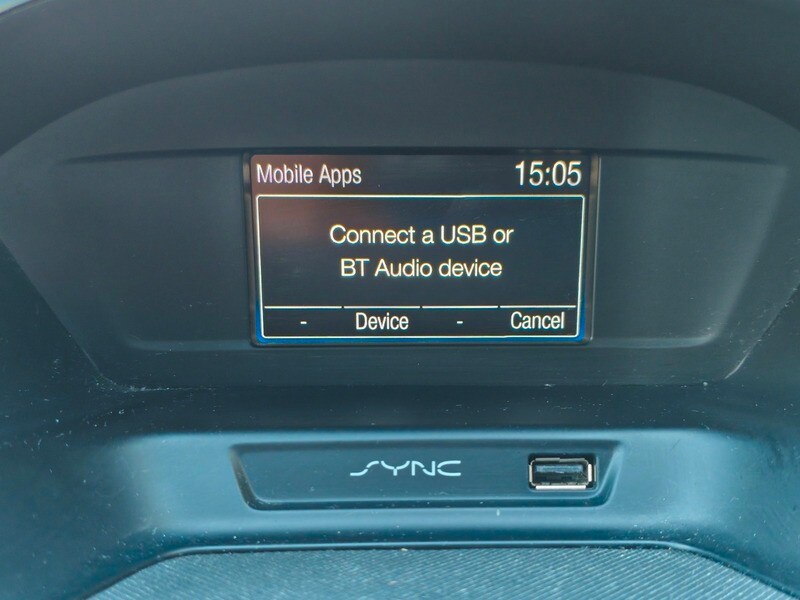 Mobile Apps 15:05
Connect a USB or
BT Audio device
- Device - Cancel
SYNC